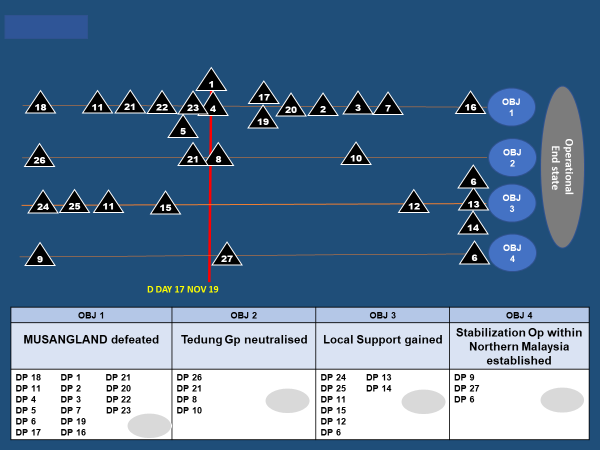 1
17
18 11 21 22 23 4 20 2 3 7 16 OBJ 1
5 19
26 21 8 10 OBJ 2
6
24 25 11 15 12 13 OBJ 3
14
9 27 6 OBJ 4
Operational
End state
D DAY 17 NOV 19
OBJ 1 OBJ 2 OBJ 3 OBJ 4
MUSANGLAND defeated Tedung Gp neutralised Local Support gained Stabilization Op within
Northern Malaysia
established
DP 18 DP 1 DP 21 DP 26 DP 24 DP 13 DP 9
DP 11 DP 2 DP 20 DP 21 DP 25 DP 14 DP 27
DP 4 DP 3 DP 22 DP 8 DP 11 DP 6
DP 5 DP 7 DP 23 DP 10 DP 15
DP 6 DP 19 DP 12
DP 17 DP 16 DP 6